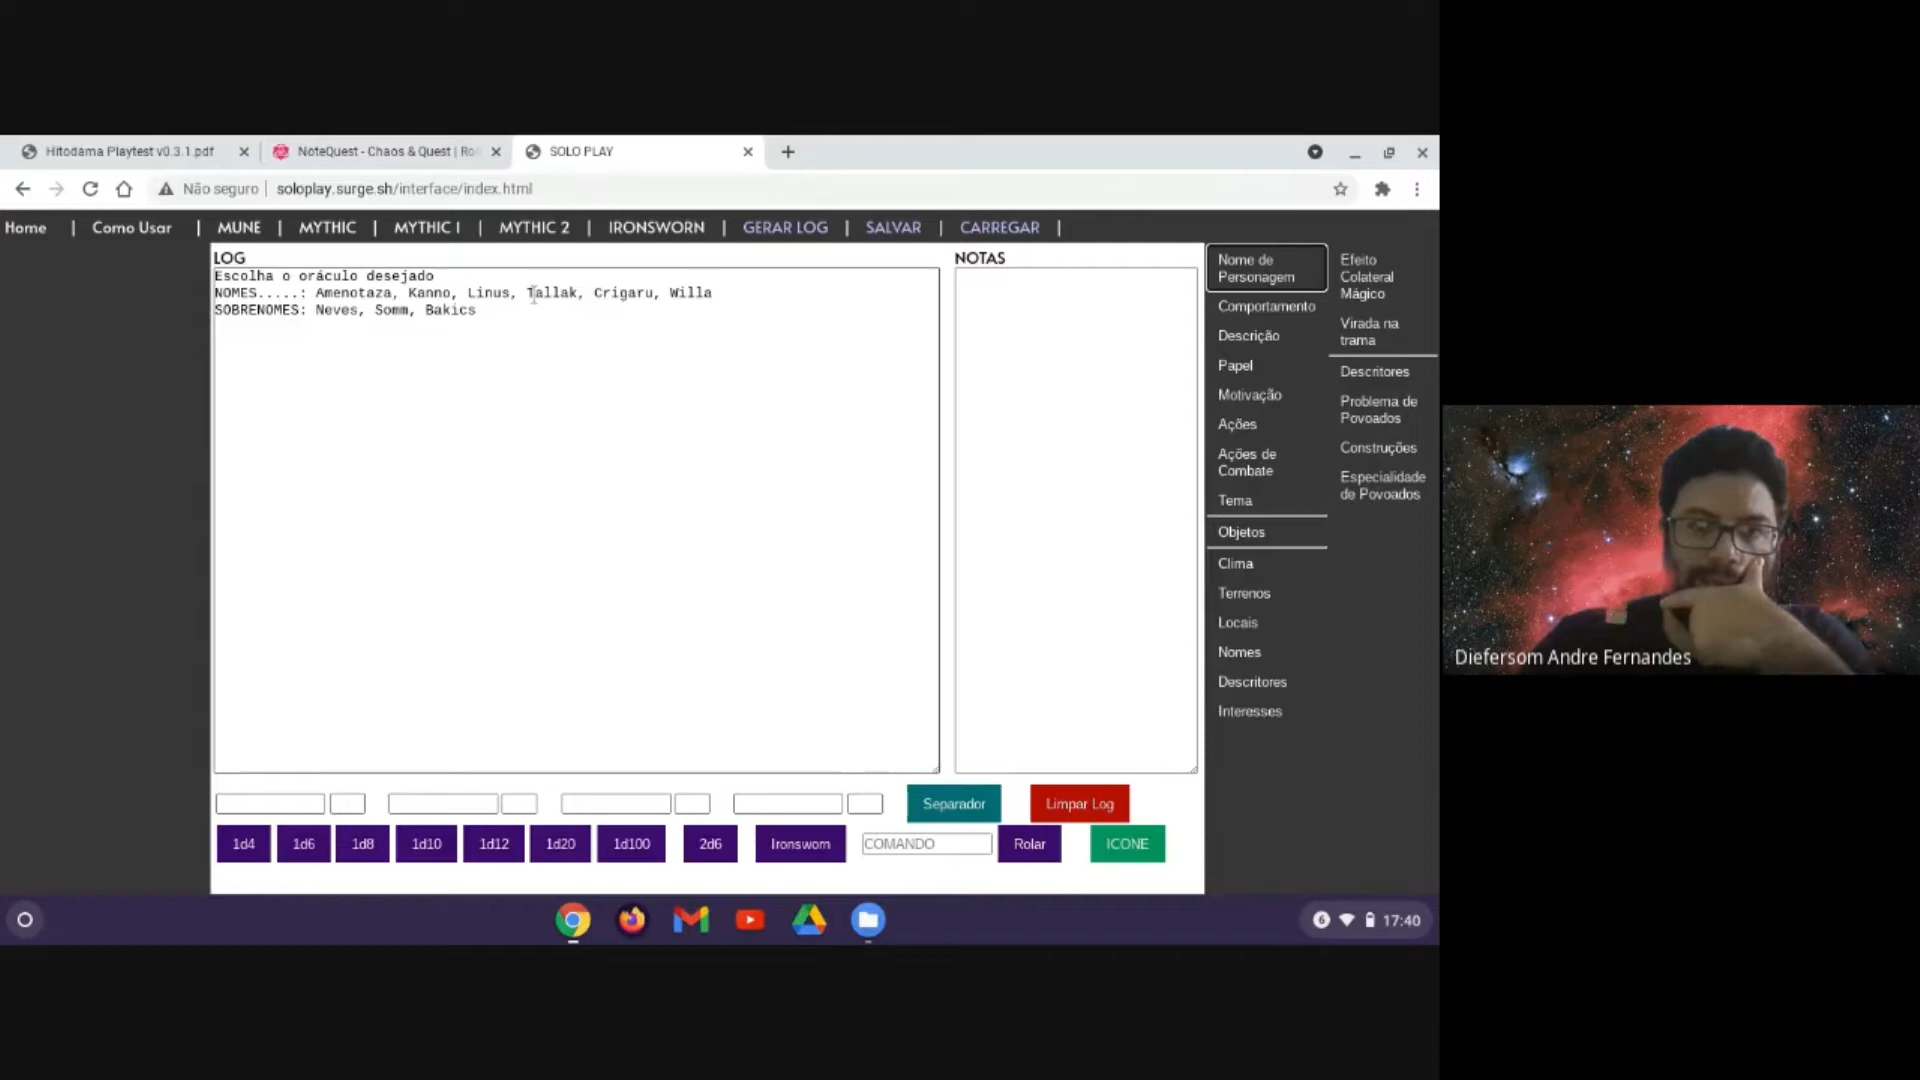 Hitodama Playtest v0.3.1.pdf
NoteQuest - Chaos & Quest | Rol
SOLO PLAY
Não seguro
soloplay.surge.sh/interface/index.html
Home | Como Usar | MUNE | MYTHIC | MYTHIC I | MYTHIC 2 | IRONSWORN | GERAR LOG | SALVAR | CARREGAR |
LOG
Escolha o oráculo desejado
NOMES.....: Amenotaza, Kanno, Linus, Tallak, Crigaru, Willa
SOBRENOMES: Neves, Somm, Bakics
NOTAS
Nome de
Personagem
Comportamento
Descrição
Papel
Motivação
Ações
Ações de
Combate
Tema
Objetos
Clima
Terrenos
Locais
Nomes
Descritores
Interesses
Efeito
Colateral
Mágico
Virada na
trama
Descritores
Problema de
Povoados
Construções
Especialidade
de Povoados
Separador
Limpar Log
1d4
1d6
1d8
1d10
1d12
1d20
1d100
2d6
Ironsworn
COMANDO
Rolar
ICONE
6
17:40
Diefersom Andre Fernandes